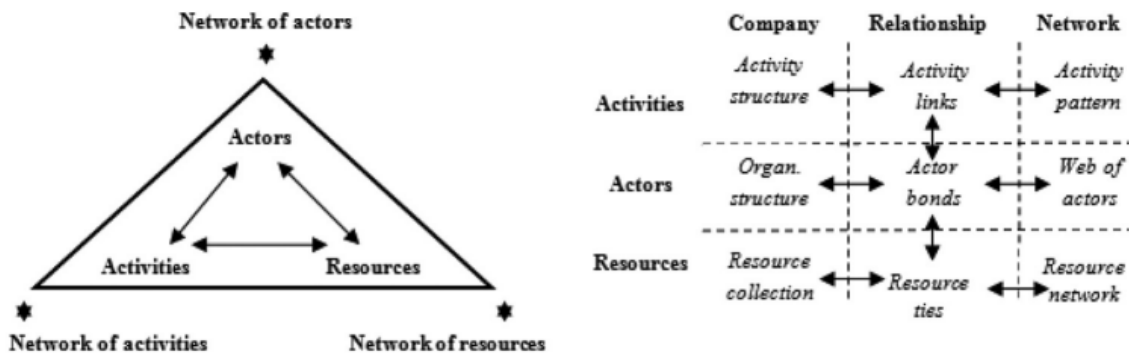 Network of actors
Actors
Activities
Resources
Network of activities
Network of resources
Company Relationship Network
Activities
Activity structure
Activity links
Activity pattern
Actors
Organ. structure
Actor bonds
Web of actors
Resources
Resource collection
Resource ties
Resource network